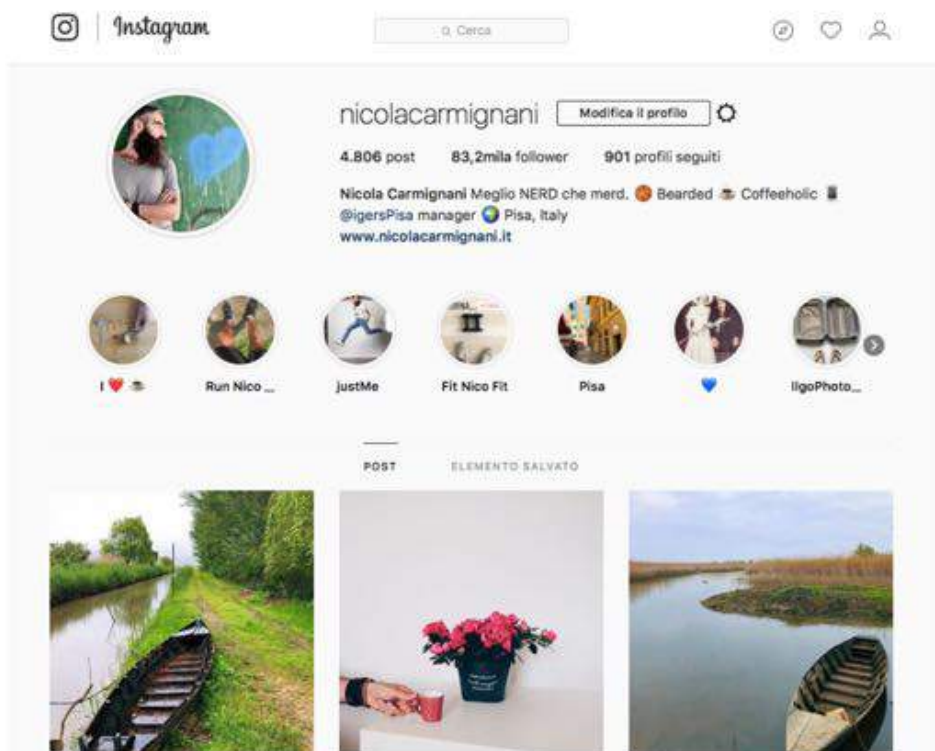 Instagram
Cerca
nicolacarmignani Modifica il profilo
4.806 post 83,2mila follower 901 profili seguiti
Nicola Carmignani Meglio NERD che merd. 🏀 Bearded ☕ Coffeeholic 📱
@igersPisa manager 🌍 Pisa, Italy
www.nicolacarmignani.it
I ❤️ ☕ Run Nico ... justMe Fit Nico Fit Pisa 💙 IlgoPhoto...
POST ELEMENTO SALVATO